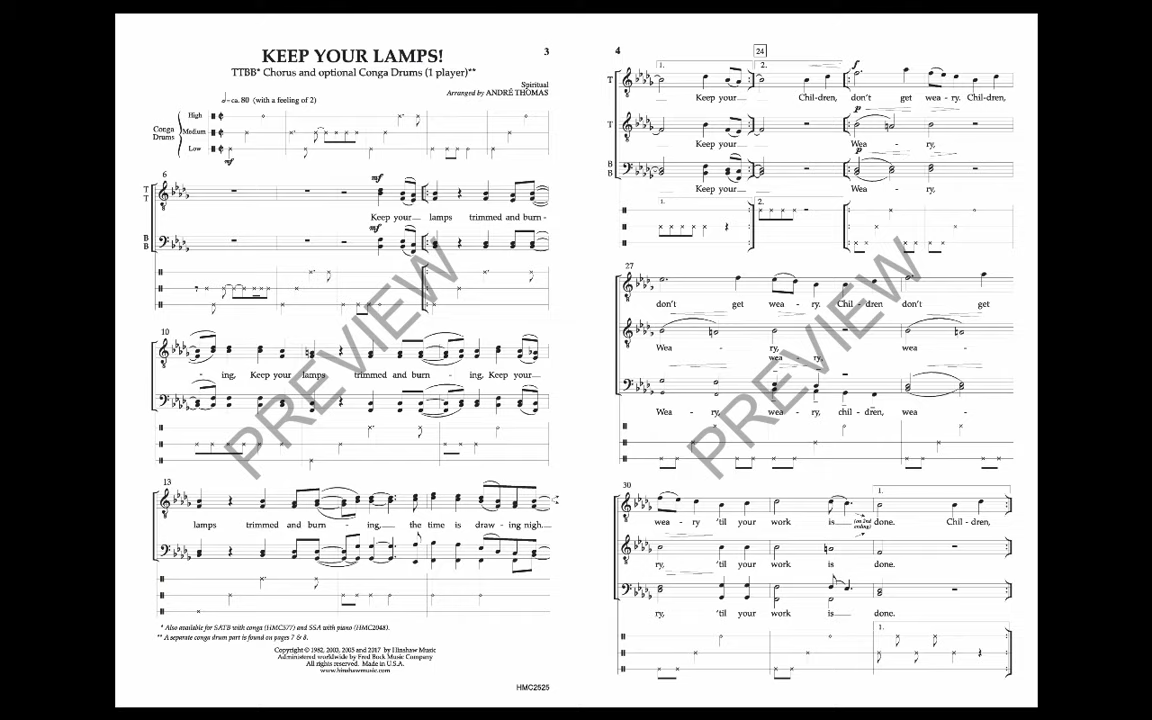 KEEP YOUR LAMPS!
3
TTBB* Chorus and optional Conga Drums (1 player)**
Spiritual
Arranged by ANDRÉ THOMAS
ca. 80 (with a feeling of 2)
High
Conga Drums
Medium
Low
mf
6
mf
T
T
Keep your lamps trimmed and burn -
mf
B
B
10
- ing, Keep your lamps trimmed and burn - ing, Keep your
13
lamps trimmed and burn - ing, the time is draw - ing nigh.
* Also available for SATB with conga (HMC577) and SSA with piano (HMC2048).
** A separate conga drum part is found on pages 7 & 8.
Copyright © 1982, 2003, 2005 and 2017 by Hinshaw Music
Administered worldwide by Fred Bock Music Company
All rights reserved. Made in U.S.A.
www.hinshawmusic.com
HMC2525
PREVIEW
4
24
1.
2.
f
T
Keep your Chil - dren, don't get wea - ry. Chil - dren,
p
T
Keep your Wea - ry,
p
B
B
Keep your Wea - ry,
1.
2.
27
don't get wea - ry. Chil - dren don't get
Wea - ry, wea -
wea - ry,
Wea - ry, wea - ry, chil - dren, wea -
30
1.
wea - ry 'til your work is (on 2nd ending) done. Chil - dren,
ry, 'til your work is done.
ry, 'til your work is done.
1.
PREVIEW